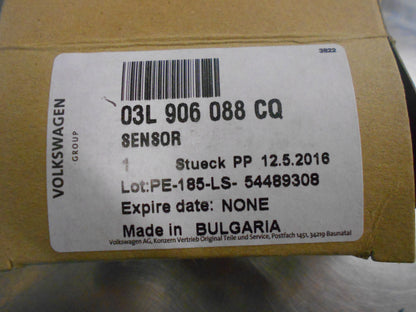 3822
VOLKSWAGEN
GROUP
03L 906 088 CQ
SENSOR
1 Stueck PP 12.5.2016
Lot:PE-185-LS- 54489308
Expire date: NONE
Made in BULGARIA
Volkswagen AG, Konzern Vertrieb Original Teile und Service, Postfach 1451, 34219 Baunatal